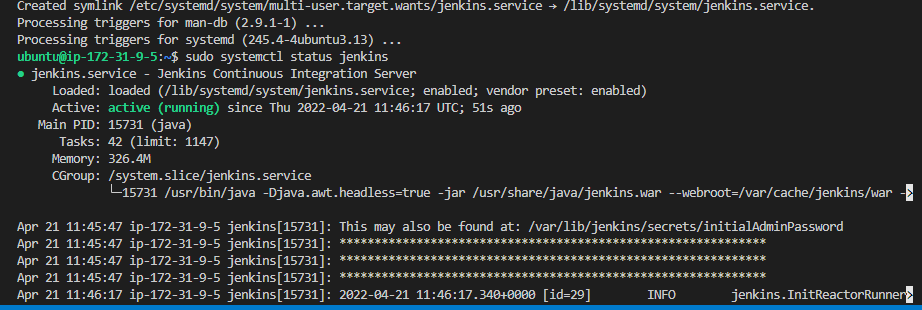 Created symlink /etc/systemd/system/multi-user.target.wants/jenkins.service → /lib/systemd/system/jenkins.service.
Processing triggers for man-db (2.9.1-1) ...
Processing triggers for systemd (245.4-4ubuntu3.13) ...
ubuntu@ip-172-31-9-5:~$ sudo systemctl status jenkins
● jenkins.service - Jenkins Continuous Integration Server
     Loaded: loaded (/lib/systemd/system/jenkins.service; enabled; vendor preset: enabled)
     Active: active (running) since Thu 2022-04-21 11:46:17 UTC; 51s ago
   Main PID: 15731 (java)
      Tasks: 42 (limit: 1147)
     Memory: 326.4M
     CGroup: /system.slice/jenkins.service
             └─15731 /usr/bin/java -Djava.awt.headless=true -jar /usr/share/java/jenkins.war --webroot=/var/cache/jenkins/war ->
Apr 21 11:45:47 ip-172-31-9-5 jenkins[15731]: This may also be found at: /var/lib/jenkins/secrets/initialAdminPassword
Apr 21 11:45:47 ip-172-31-9-5 jenkins[15731]: *************************************************************
Apr 21 11:45:47 ip-172-31-9-5 jenkins[15731]: *************************************************************
Apr 21 11:45:47 ip-172-31-9-5 jenkins[15731]: *************************************************************
Apr 21 11:46:17 ip-172-31-9-5 jenkins[15731]: 2022-04-21 11:46:17.340+0000 [id=29]        INFO        jenkins.InitReactorRunner>